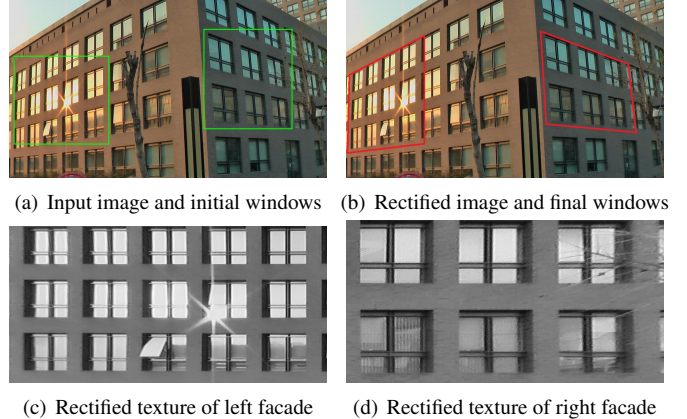 (a) Input image and initial windows
(b) Rectified image and final windows
(c) Rectified texture of left facade
(d) Rectified texture of right facade